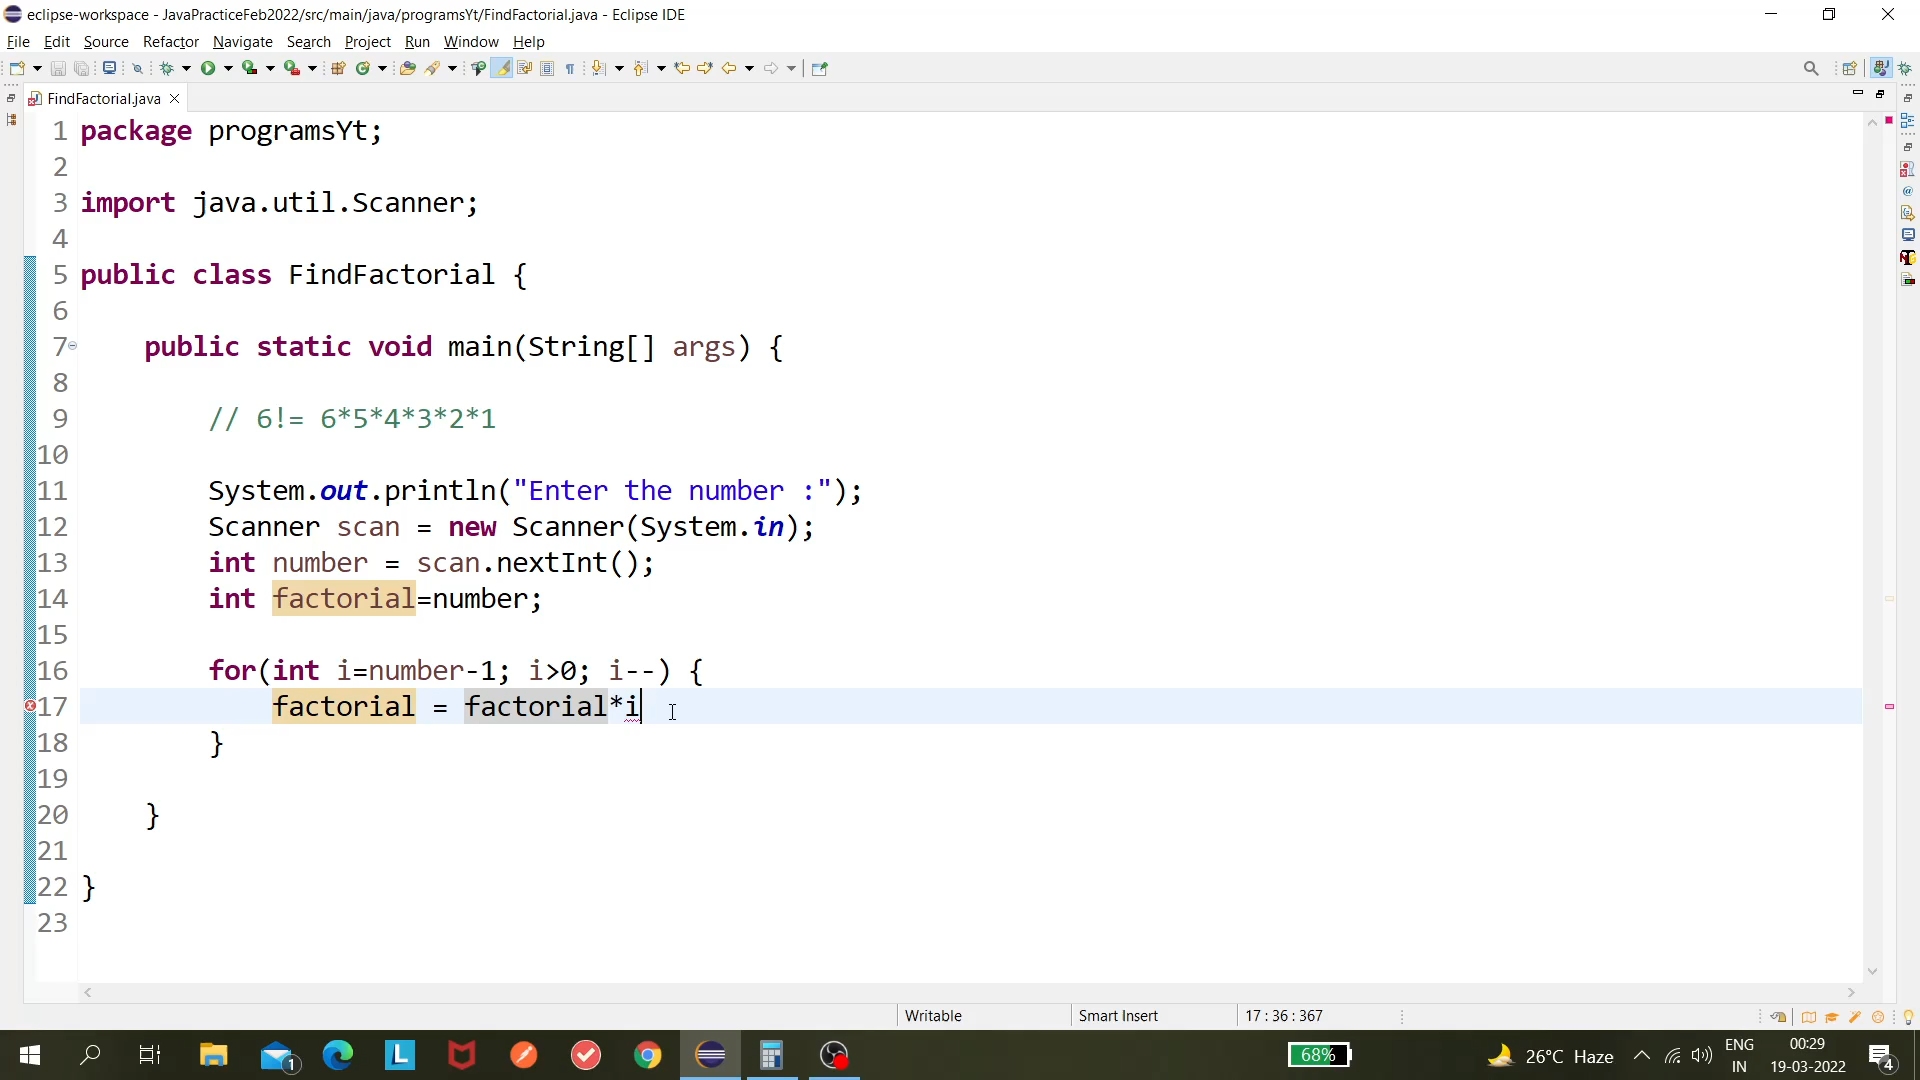 eclipse-workspace - JavaPracticeFeb2022/src/main/java/programsYt/FindFactorial.java - Eclipse IDE
File Edit Source Refactor Navigate Search Project Run Window Help
FindFactorial.java
1 package programsYt;
2
3 import java.util.Scanner;
4
5 public class FindFactorial {
6
7 public static void main(String[] args) {
8
9 // 6!= 6*5*4*3*2*1
10
11 System.out.println("Enter the number :");
12 Scanner scan = new Scanner(System.in);
13 int number = scan.nextInt();
14 int factorial=number;
15
16 for(int i=number-1; i>0; i--) {
17 factorial = factorial*i
18 }
19
20 }
21
22 }
23
Writable Smart Insert 17 : 36 : 367
1 L 68% 26°C Haze ENG IN 00:29 19-03-2022 4